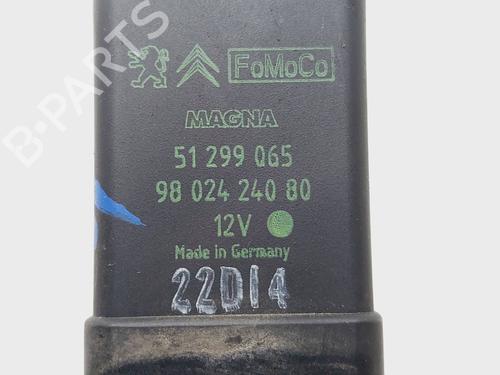 FoMoCo
MAGNA
51 299 065
98 024 240 80
12V
Made in Germany
22D14
B-PARTS